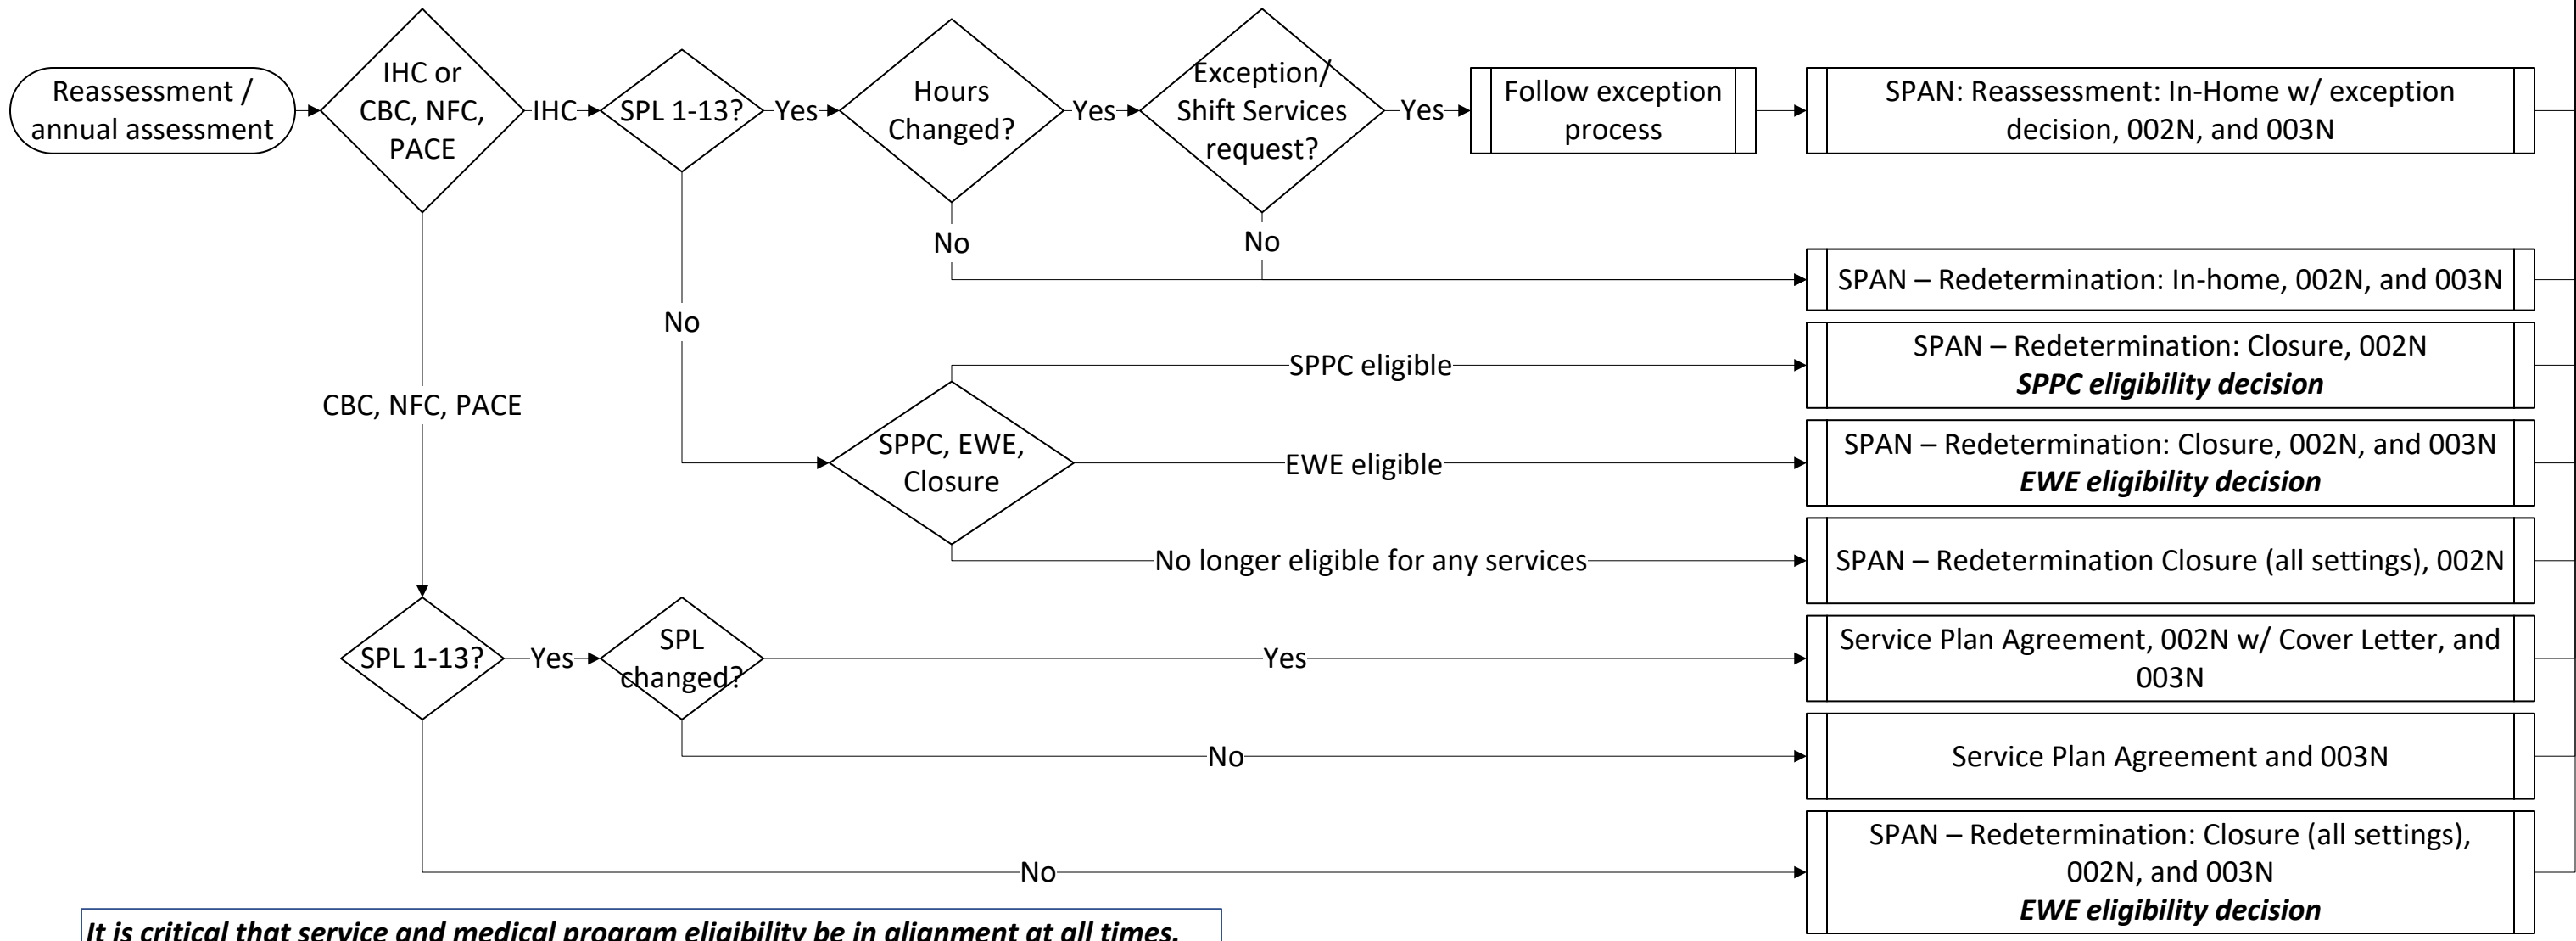 Reassessment /
annual assessment
IHC or
CBC, NFC,
PACE
IHC
SPL 1-13?
Yes
Hours
Changed?
Yes
Exception/
Shift Services
request?
Yes
Follow exception
process
SPAN: Reassessment: In-Home w/ exception
decision, 002N, and 003N
No
No
SPAN – Redetermination: In-home, 002N, and 003N
No
SPPC eligible
SPAN – Redetermination: Closure, 002N
SPPC eligibility decision
CBC, NFC, PACE
SPPC, EWE,
Closure
EWE eligible
SPAN – Redetermination: Closure, 002N, and 003N
EWE eligibility decision
No longer eligible for any services
SPAN – Redetermination Closure (all settings), 002N
SPL 1-13?
Yes
SPL
changed?
Yes
Service Plan Agreement, 002N w/ Cover Letter, and
003N
No
Service Plan Agreement and 003N
No
SPAN – Redetermination: Closure (all settings),
002N, and 003N
EWE eligibility decision
It is critical that service and medical program eligibility be in alignment at all times.